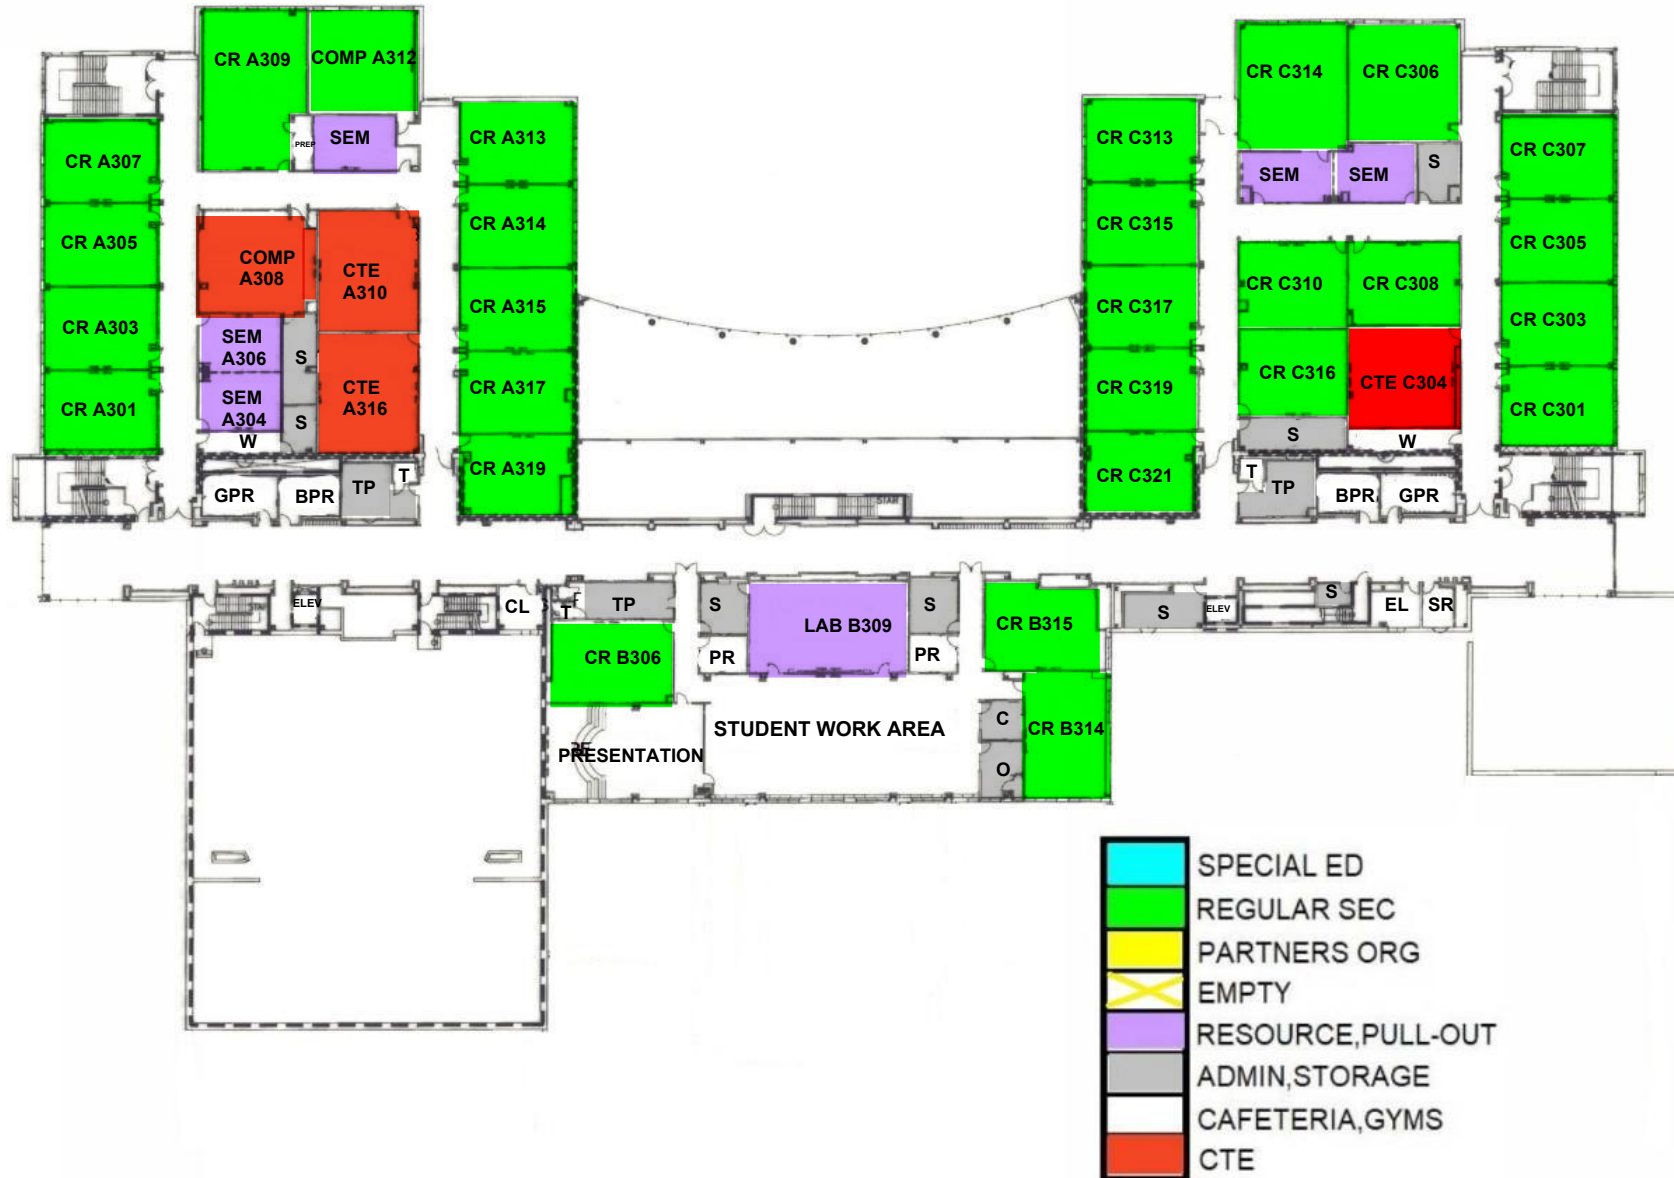 CR A309
COMP A312
CR C314
CR C306
CR A307
PREP
SEM
CR A313
CR C313
SEM
SEM
S
CR C307
CR A305
COMP
A308
CTE
A310
CR A314
CR C315
CR C310
CR C308
CR C305
CR A303
SEM
A306
S
CR A315
CR C317
CR C303
CR A301
SEM
A304
S
CTE
A316
CR A317
CR C319
CR C316
CTE C304
CR C301
W
S
W
GPR
BPR
TP
T
CR A319
CR C321
T
TP
BPR
GPR
ELEV
CL
T
TP
S
LAB B309
S
CR B315
S
ELEV
S
EL
SR
CR B306
PR
PR
PRESENTATION
STUDENT WORK AREA
C
O
CR B314
SPECIAL ED
REGULAR SEC
PARTNERS ORG
EMPTY
RESOURCE,PULL-OUT
ADMIN,STORAGE
CAFETERIA,GYMS
CTE